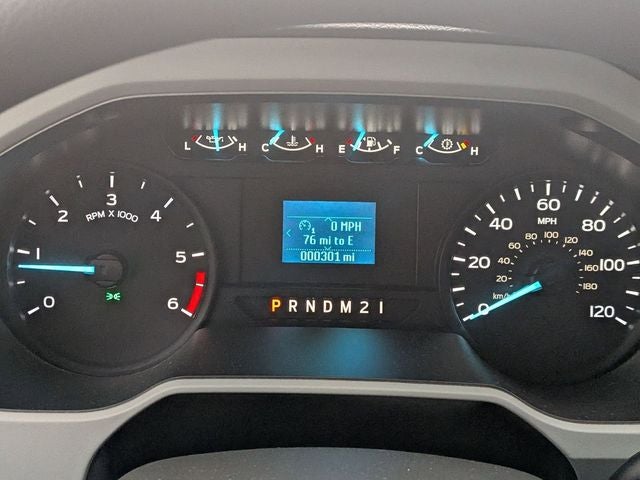 L H C H E F C H
0 1 2 3 4 5 6
RPM X 1000
1 0 MPH
76 mi to E
000301 mi
P R N D M 2 1
0 20 40 60 80 100 120
MPH
20 40 60 80 100 120 140 160 180
km/h